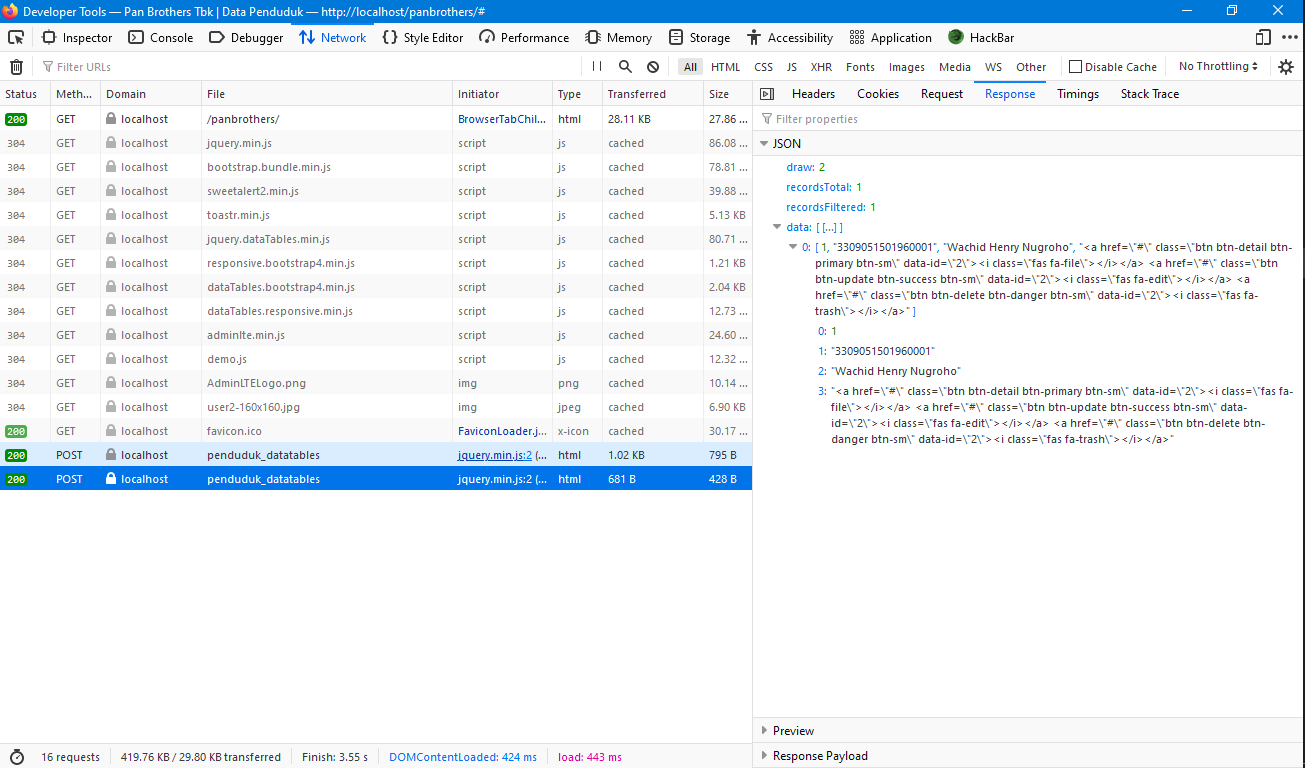 Developer Tools — Pan Brothers Tbk | Data Penduduk — http://localhost/panbrothers/#
Inspector Console Debugger Network Style Editor Performance Memory Storage Accessibility Application HackBar
Filter URLs All HTML CSS JS XHR Fonts Images Media WS Other Disable Cache No Throttling
Status Meth... Domain File Initiator Type Transferred Size
200 GET localhost /panbrothers/ BrowserTabChil... html 28.11 KB 27.86 ...
304 GET localhost jquery.min.js script js cached 86.08 ...
304 GET localhost bootstrap.bundle.min.js script js cached 78.81 ...
304 GET localhost sweetalert2.min.js script js cached 39.88 ...
304 GET localhost toastr.min.js script js cached 5.13 KB
304 GET localhost jquery.dataTables.min.js script js cached 80.71 ...
304 GET localhost responsive.bootstrap4.min.js script js cached 1.21 KB
304 GET localhost dataTables.bootstrap4.min.js script js cached 2.04 KB
304 GET localhost dataTables.responsive.min.js script js cached 12.73 ...
304 GET localhost adminlte.min.js script js cached 24.60 ...
304 GET localhost demo.js script js cached 12.32 ...
304 GET localhost AdminLTELogo.png img png cached 10.14 ...
304 GET localhost user2-160x160.jpg img jpeg cached 6.90 KB
200 GET localhost favicon.ico FaviconLoader.j... x-icon cached 30.17 ...
200 POST localhost penduduk_datatables jquery.min.js:2 (... html 1.02 KB 795 B
200 POST localhost penduduk_datatables jquery.min.js:2 (... html 681 B 428 B
16 requests 419.76 KB / 29.80 KB transferred Finish: 3.55 s DOMContentLoaded: 424 ms load: 443 ms
Headers Cookies Request Response Timings Stack Trace
Filter properties
JSON
draw: 2
recordsTotal: 1
recordsFiltered: 1
data: [ [...] ]
0: [ 1, "3309051501960001", "Wachid Henry Nugroho", "<a href=\"#\" class=\"btn btn-detail btn-
primary btn-sm\" data-id=\"2\"><i class=\"fas fa-file\"></i></a> <a href=\"#\" class=\"btn
btn-update btn-success btn-sm\" data-id=\"2\"><i class=\"fas fa-edit\"></i></a> <a
href=\"#\" class=\"btn btn-delete btn-danger btn-sm\" data-id=\"2\"><i class=\"fas fa-
trash\"></i></a>" ]
0: 1
1: "3309051501960001"
2: "Wachid Henry Nugroho"
3: "<a href=\"#\" class=\"btn btn-detail btn-primary btn-sm\" data-id=\"2\"><i class=\"fas fa-
file\"></i></a> <a href=\"#\" class=\"btn btn-update btn-success btn-sm\" data-
id=\"2\"><i class=\"fas fa-edit\"></i></a> <a href=\"#\" class=\"btn btn-delete btn-
danger btn-sm\" data-id=\"2\"><i class=\"fas fa-trash\"></i></a>"
Preview
Response Payload